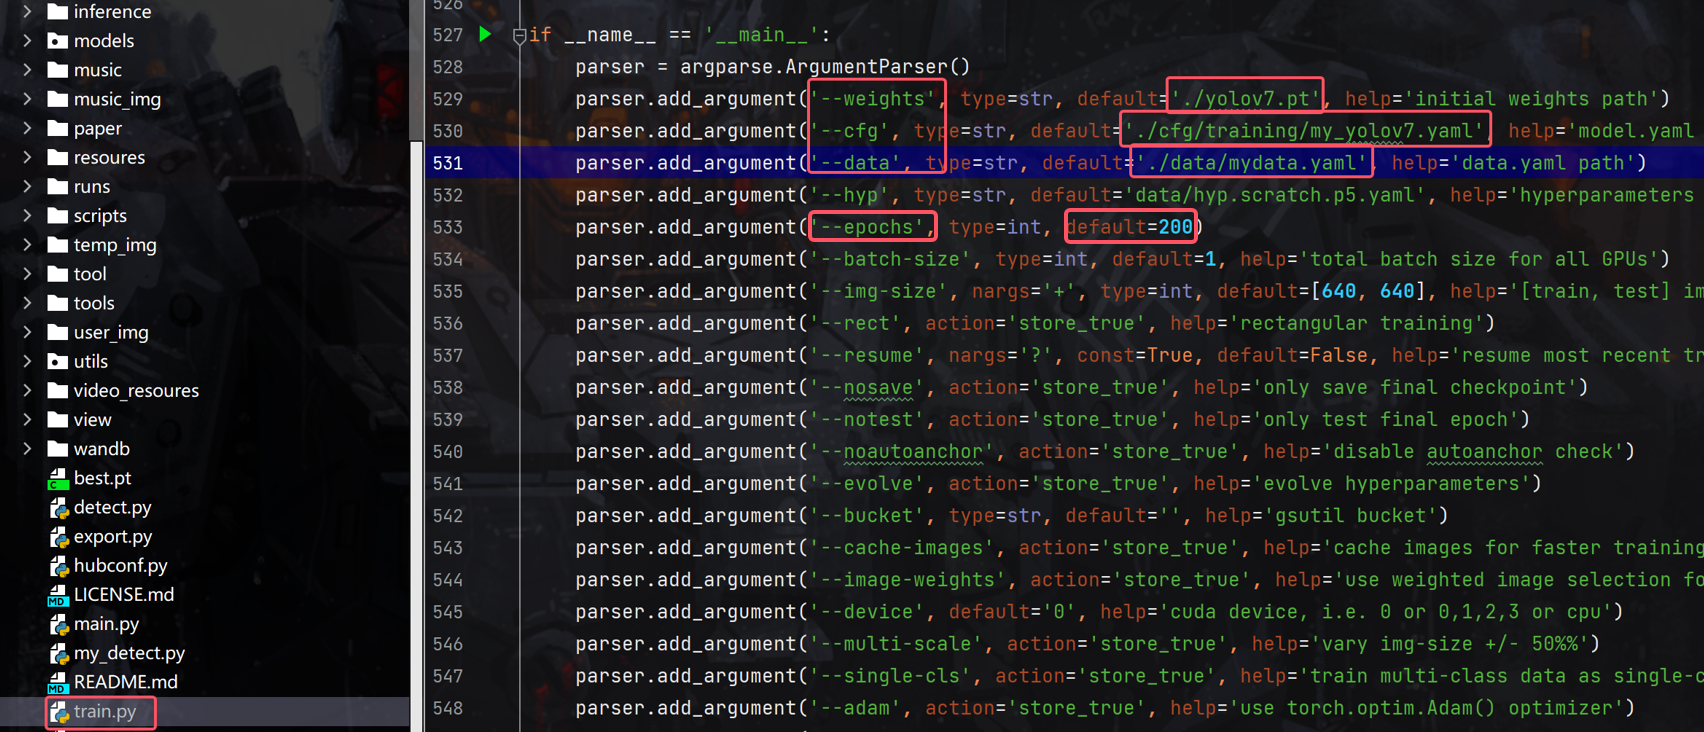 inference
models
music
music_img
paper
resoures
runs
scripts
temp_img
tool
tools
user_img
utils
video_resoures
view
wandb
best.pt
detect.py
export.py
hubconf.py
LICENSE.md
main.py
my_detect.py
README.md
train.py
526
527 if __name__ == '__main__':
528 parser = argparse.ArgumentParser()
529 parser.add_argument('--weights', type=str, default='./yolov7.pt', help='initial weights path')
530 parser.add_argument('--cfg', type=str, default='./cfg/training/my_yolov7.yaml', help='model.yaml
531 parser.add_argument('--data', type=str, default='./data/mydata.yaml', help='data.yaml path')
532 parser.add_argument('--hyp', type=str, default='data/hyp.scratch.p5.yaml', help='hyperparameters
533 parser.add_argument('--epochs', type=int, default=200)
534 parser.add_argument('--batch-size', type=int, default=1, help='total batch size for all GPUs')
535 parser.add_argument('--img-size', nargs='+', type=int, default=[640, 640], help='[train, test] im
536 parser.add_argument('--rect', action='store_true', help='rectangular training')
537 parser.add_argument('--resume', nargs='?', const=True, default=False, help='resume most recent tr
538 parser.add_argument('--nosave', action='store_true', help='only save final checkpoint')
539 parser.add_argument('--notest', action='store_true', help='only test final epoch')
540 parser.add_argument('--noautoanchor', action='store_true', help='disable autoanchor check')
541 parser.add_argument('--evolve', action='store_true', help='evolve hyperparameters')
542 parser.add_argument('--bucket', type=str, default='', help='gsutil bucket')
543 parser.add_argument('--cache-images', action='store_true', help='cache images for faster training
544 parser.add_argument('--image-weights', action='store_true', help='use weighted image selection fo
545 parser.add_argument('--device', default='0', help='cuda device, i.e. 0 or 0,1,2,3 or cpu')
546 parser.add_argument('--multi-scale', action='store_true', help='vary img-size +/- 50%%')
547 parser.add_argument('--single-cls', action='store_true', help='train multi-class data as single-c
548 parser.add_argument('--adam', action='store_true', help='use torch.optim.Adam() optimizer')